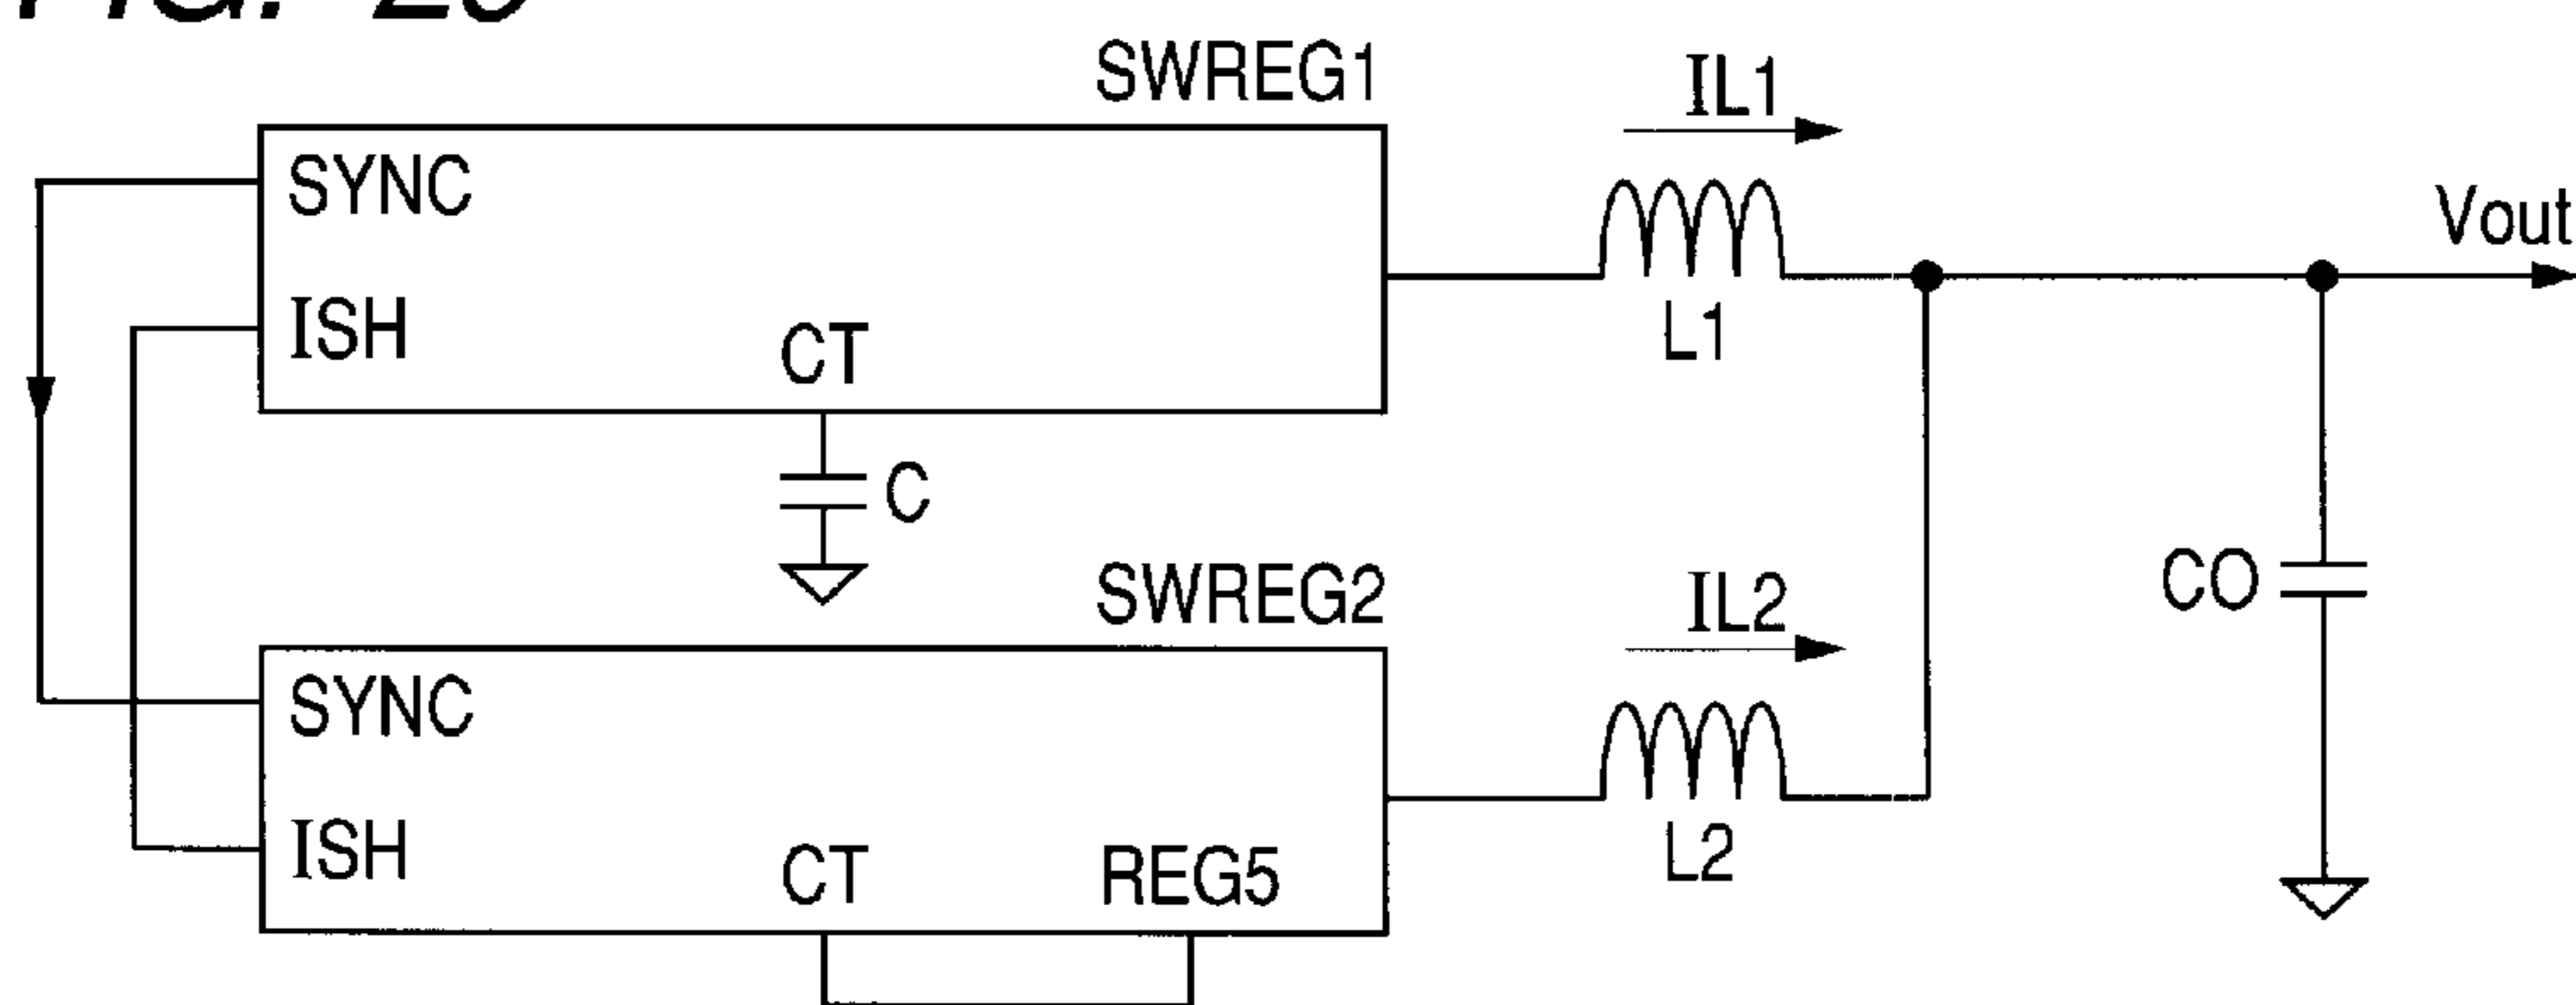 SWREG1
IL1
SYNC
Vout
ISH
CT
L1
C
SWREG2
IL2
CO
SYNC
ISH
CT
REG5
L2